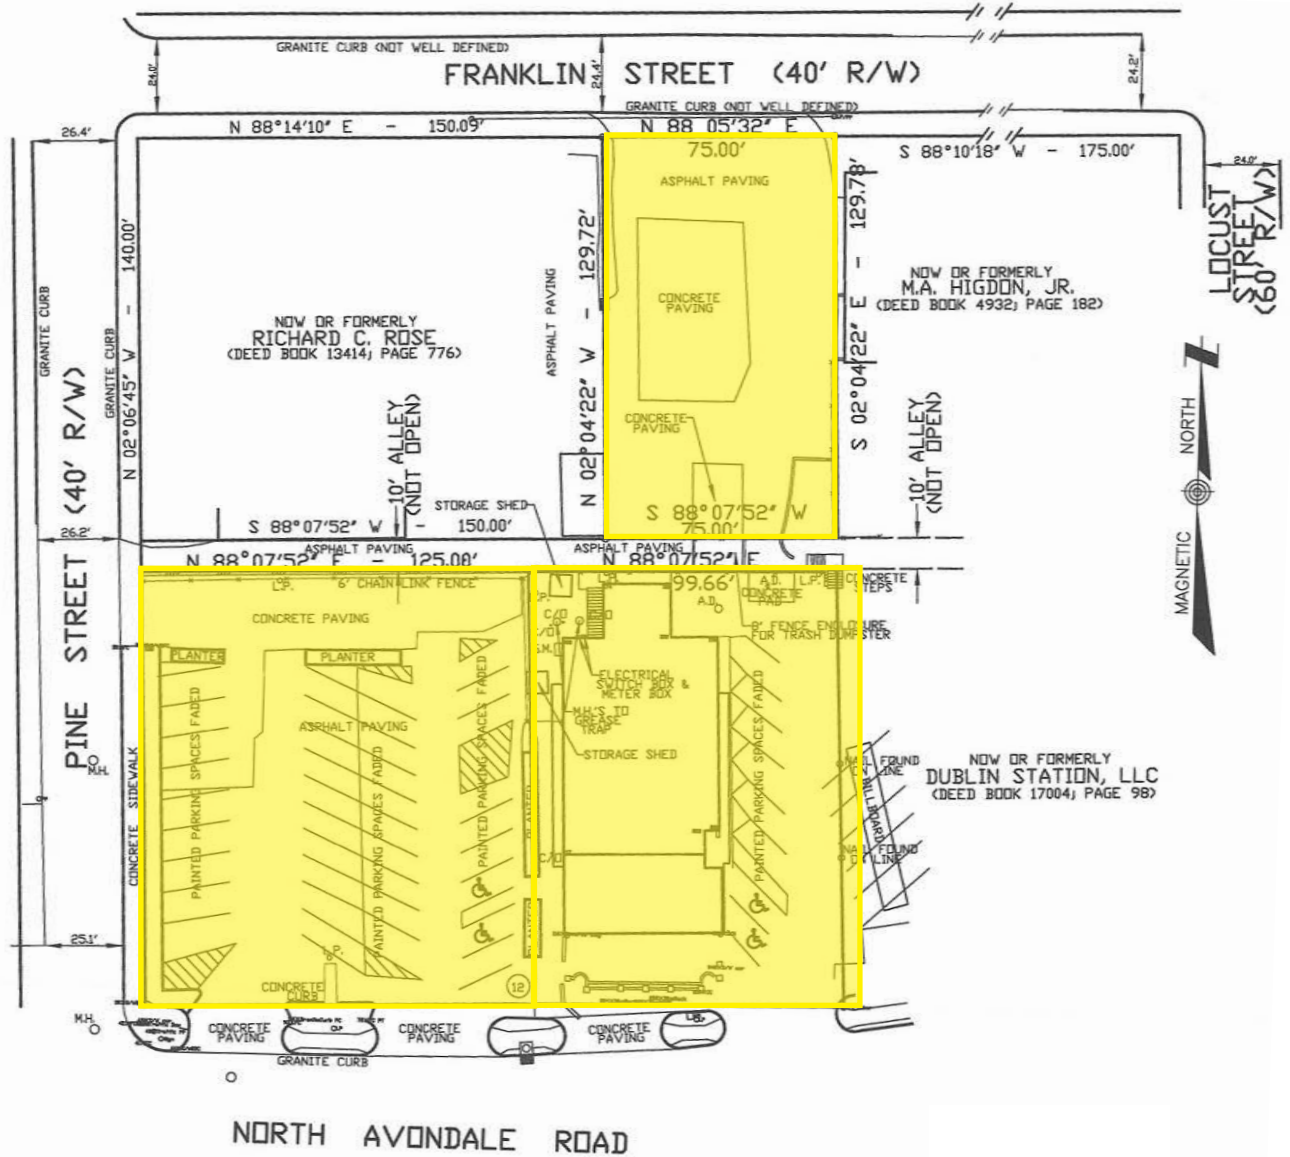 GRANITE CURB (NOT WELL DEFINED)
24.0'
24.4'
FRANKLIN STREET (40' R/W)
24.2'
GRANITE CURB (NOT WELL DEFINED)
26.4'
N 88°14'10" E - 150.09'
N 88 05'32" E
75.00'
S 88°10'18" W - 175.00'
24.0'
LOCUST
STREET
(60' R/W)
ASPHALT PAVING
N 02°06'45" W - 140.00'
GRANITE CURB
GRANITE CURB
NOW OR FORMERLY
RICHARD C. ROSE
(DEED BOOK 13414; PAGE 776)
ASPHALT PAVING
N 02°04'22" W - 129.72'
CONCRETE
PAVING
S 02°04'22" E - 129.78'
NOW OR FORMERLY
M.A. HIGDON, JR.
(DEED BOOK 4932; PAGE 182)
NORTH
MAGNETIC
10' ALLEY
(NOT OPEN)
CONCRETE
PAVING
10' ALLEY
(NOT OPEN)
STORAGE SHED
S 88°07'52" W - 150.00'
S 88°07'52" W
75.00'
26.2'
PINE STREET (40' R/W)
ASPHALT PAVING
ASPHALT PAVING
N 88°07'52" E - 125.00'
N 88°07'52" E
99.66'
L.P.
6' CHAIN LINK FENCE
L.P.
A.D.
L.P.
CONCRETE
STEPS
A.D.
CONCRETE
PAD
8' FENCE ENCLOSURE
FOR TRASH DUMPSTER
CONCRETE PAVING
C/O
C/O
PLANTER
PLANTER
ELECTRICAL
SWITCH BOX &
METER BOX
M.H.'S TO
GREASE
TRAP
STORAGE SHED
ASPHALT PAVING
PAINTED PARKING SPACES FADED
PAINTED PARKING SPACES FADED
PAINTED PARKING SPACES FADED
PAINTED PARKING SPACES FADED
M.H.
CONCRETE SIDEWALK
PLANTER
C/O
NAIL FOUND
ON LINE
BILLBOARD
NAIL FOUND
ON LINE
NOW OR FORMERLY
DUBLIN STATION, LLC
(DEED BOOK 17004; PAGE 98)
25.1'
L.P.
CONCRETE
CURB
12
M.H.
CONCRETE
PAVING
CONCRETE
PAVING
CONCRETE
PAVING
GRANITE CURB
NORTH AVONDALE ROAD